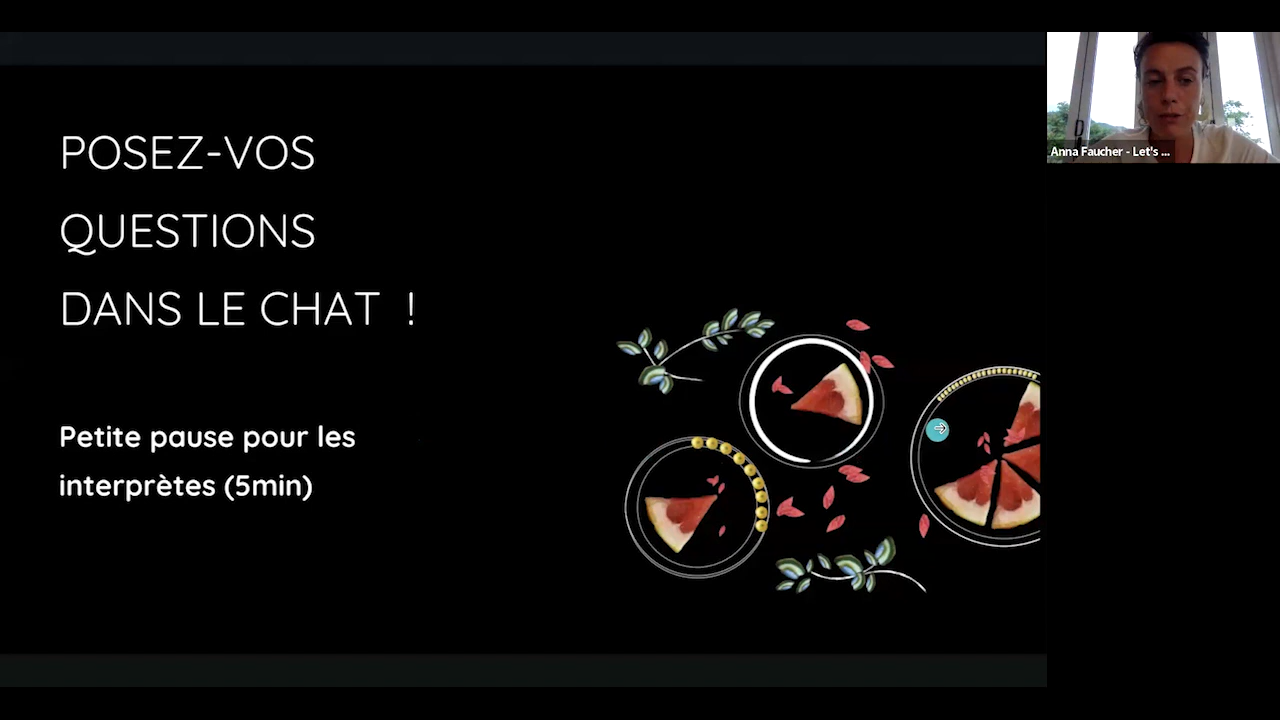 POSEZ-VOS
QUESTIONS
DANS LE CHAT !
Petite pause pour les
interprètes (5min)
Anna Faucher - Let's ...